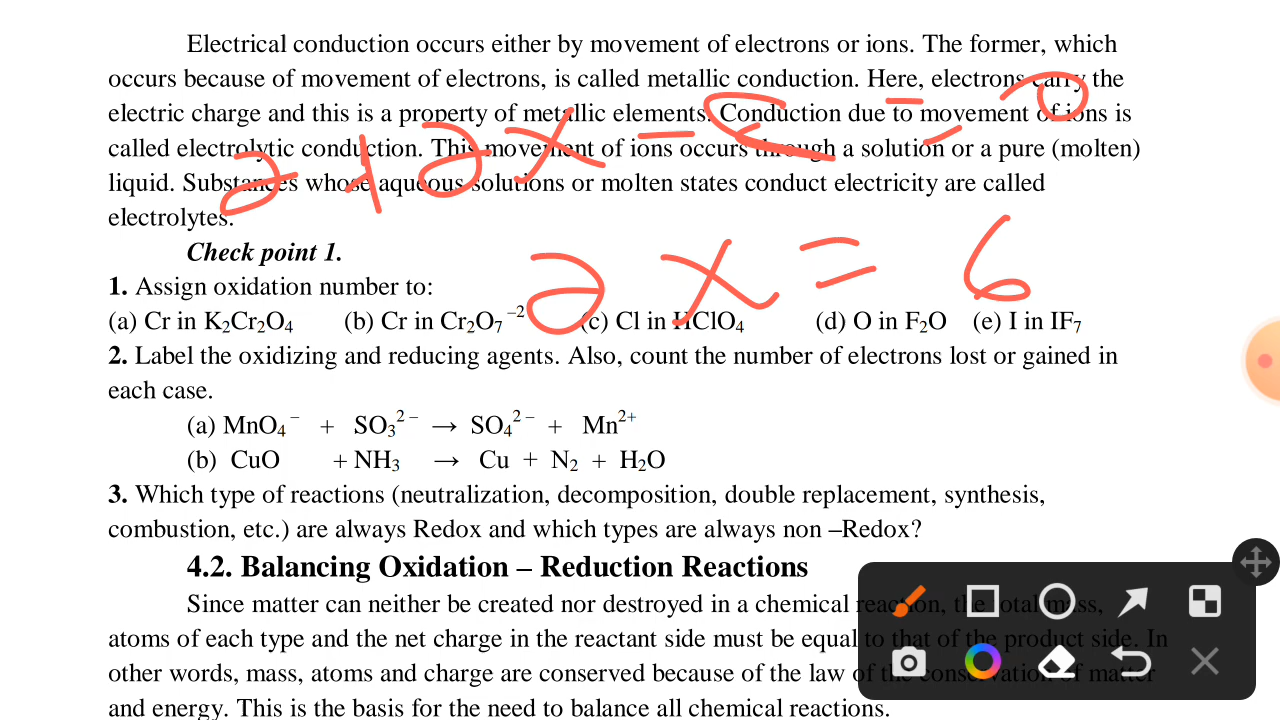 Electrical conduction occurs either by movement of electrons or ions. The former, which
occurs because of movement of electrons, is called metallic conduction. Here, electrons carry the
electric charge and this is a property of metallic elements. Conduction due to movement of ions is
called electrolytic conduction. This movement of ions occurs through a solution or a pure (molten)
liquid. Substances whose aqueous solutions or molten states conduct electricity are called
electrolytes.
2 + 2x - 8 = 0
Check point 1.
2x = 6
1. Assign oxidation number to:
(a) Cr in K₂Cr₂O₄ (b) Cr in Cr₂O₇⁻² (c) Cl in HClO₄ (d) O in F₂O (e) I in IF₇
2. Label the oxidizing and reducing agents. Also, count the number of electrons lost or gained in
each case.
(a) MnO₄⁻ + SO₃²⁻ → SO₄²⁻ + Mn²⁺
(b) CuO + NH₃ → Cu + N₂ + H₂O
3. Which type of reactions (neutralization, decomposition, double replacement, synthesis,
combustion, etc.) are always Redox and which types are always non –Redox?
4.2. Balancing Oxidation – Reduction Reactions
Since matter can neither be created nor destroyed in a chemical reaction, the total mass,
atoms of each type and the net charge in the reactant side must be equal to that of the product side. In
other words, mass, atoms and charge are conserved because of the law of the conservation of matter
and energy. This is the basis for the need to balance all chemical reactions.